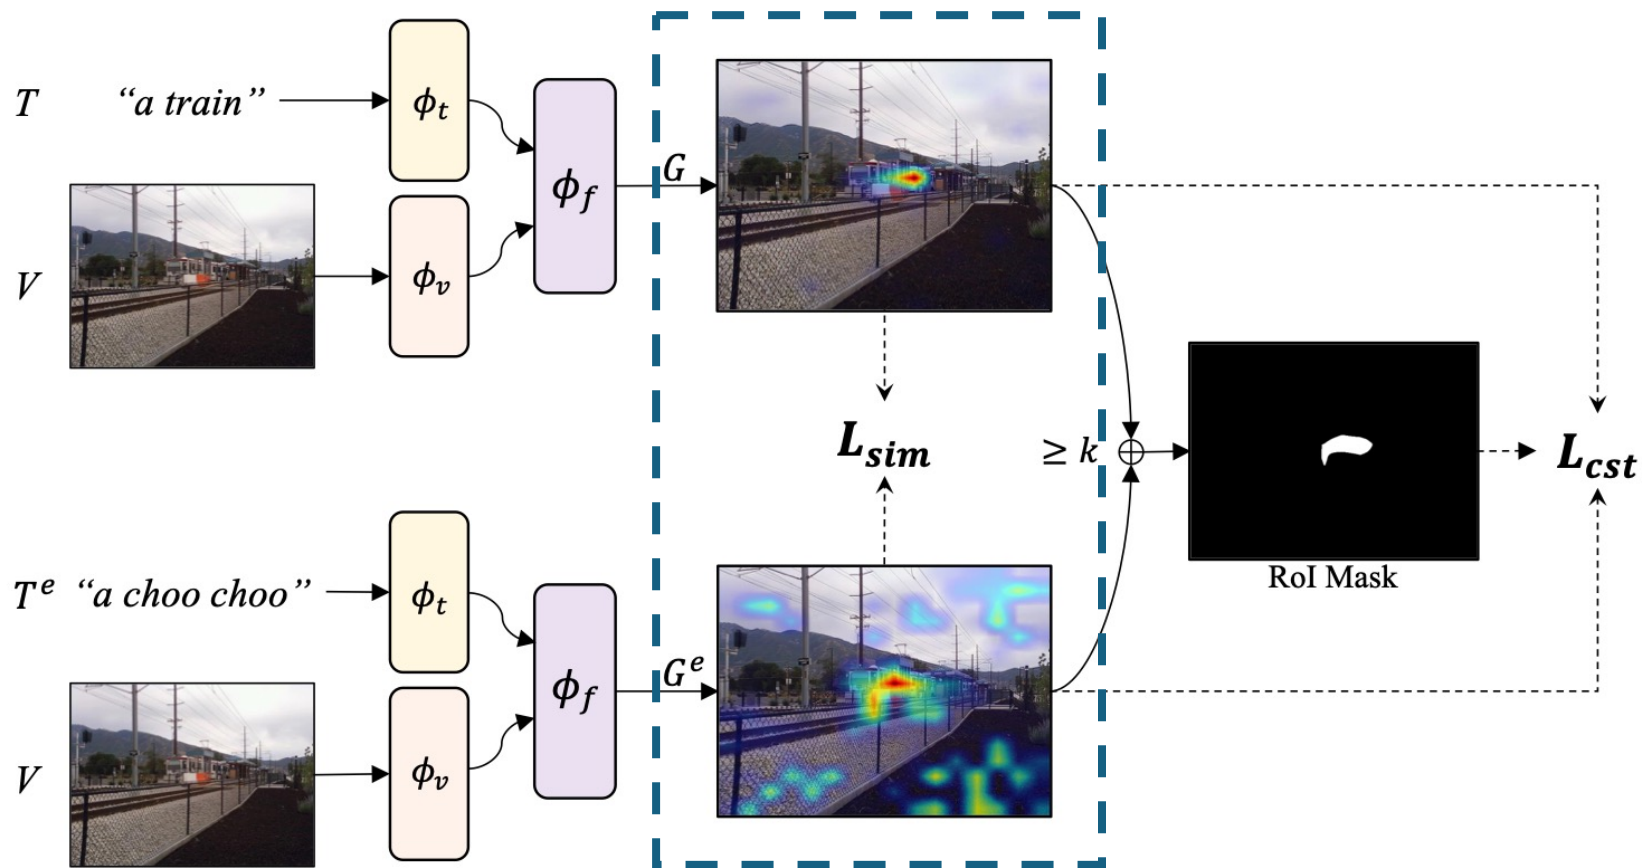 T "a train"
ϕt
ϕf
G
V
ϕv
Lsim
≥ k
Lcst
RoI Mask
Tᵉ "a choo choo"
ϕt
ϕf
Gᵉ
V
ϕv